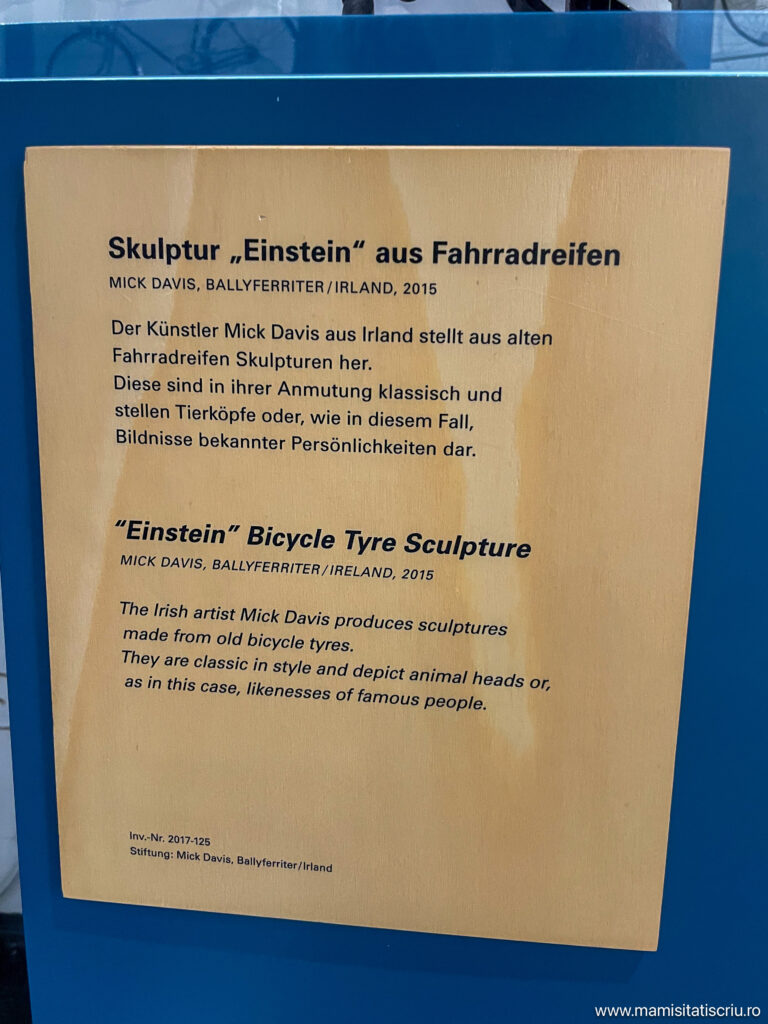 Skulptur „Einstein“ aus Fahrradreifen
MICK DAVIS, BALLYFERRITER/IRLAND, 2015
Der Künstler Mick Davis aus Irland stellt aus alten
Fahrradreifen Skulpturen her.
Diese sind in ihrer Anmutung klassisch und
stellen Tierköpfe oder, wie in diesem Fall,
Bildnisse bekannter Persönlichkeiten dar.
“Einstein” Bicycle Tyre Sculpture
MICK DAVIS, BALLYFERRITER/IRELAND, 2015
The Irish artist Mick Davis produces sculptures
made from old bicycle tyres.
They are classic in style and depict animal heads or,
as in this case, likenesses of famous people.
Inv.-Nr. 2017-125
Stiftung: Mick Davis, Ballyferriter/Irland
www.mamisitatiscriu.ro